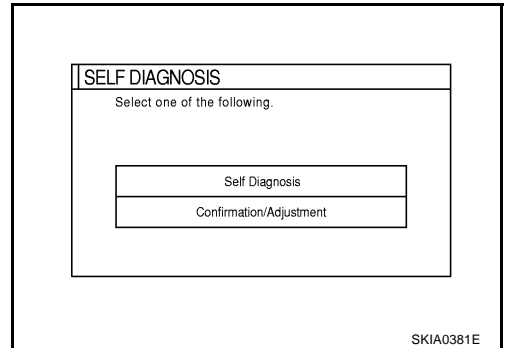 SELF DIAGNOSIS
Select one of the following.
Self Diagnosis
Confirmation/Adjustment
SKIA0381E